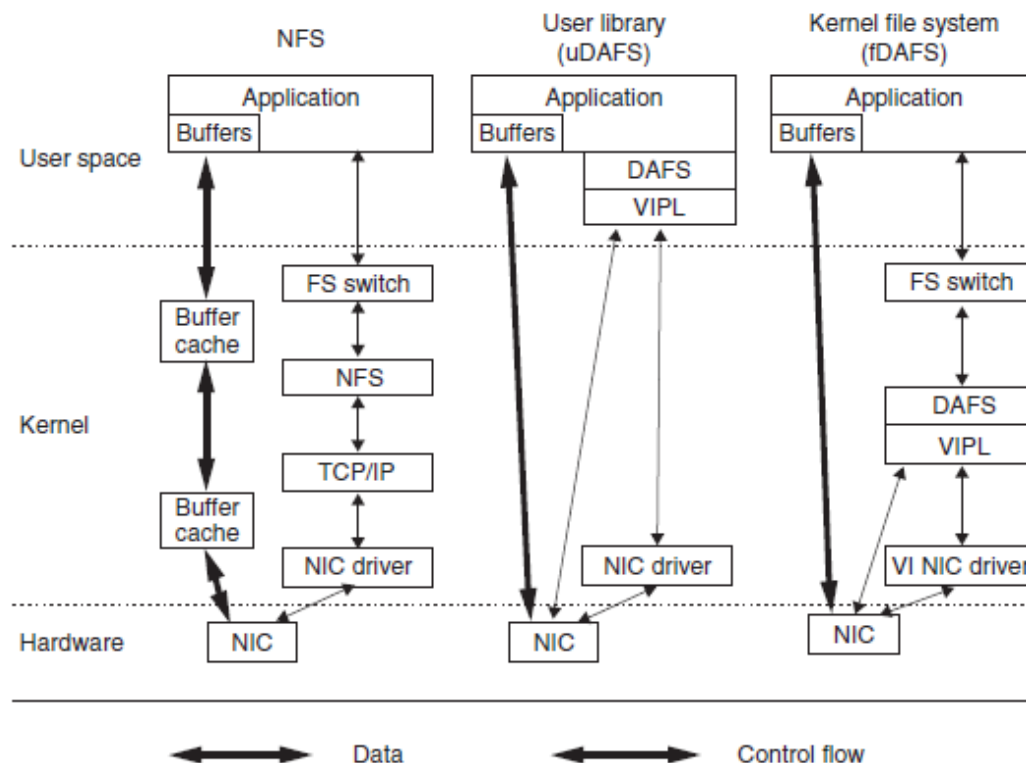 NFS
User library
(uDAFS)
Kernel file system
(fDAFS)
Application
Buffers
Application
Buffers
DAFS
VIPL
Application
Buffers
User space
FS switch
Buffer
cache
NFS
TCP/IP
Buffer
cache
NIC driver
NIC driver
FS switch
DAFS
VIPL
VI NIC driver
Kernel
Hardware
NIC
NIC
NIC
Data
Control flow